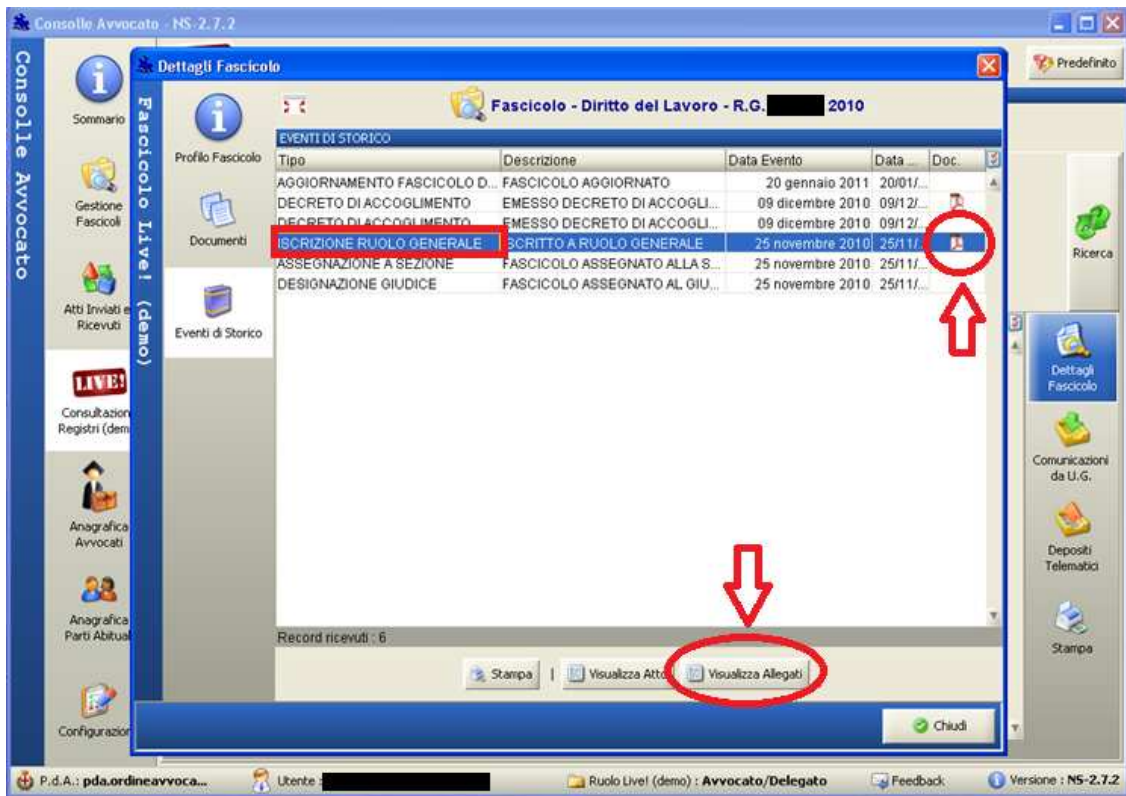 Consolle Avvocato - NS-2.7.2
Consolle Avvocato
Sommario
Gestione
Fascicoli
Atti Inviati e
Ricevuti
LIVE!
Consultazion
Registri (dem
Anagrafica
Avvocati
Anagrafica
Parti Abitual
Configurazion
Dettagli Fascicolo
Fascicolo Live! (demo)
Profilo Fascicolo
Documenti
Eventi di Storico
Fascicolo - Diritto del Lavoro - R.G. 2010
EVENTI DI STORICO
Tipo Descrizione Data Evento Data ... Doc.
AGGIORNAMENTO FASCICOLO D... FASCICOLO AGGIORNATO 20 gennaio 2011 20/01/...
DECRETO DI ACCOGLIMENTO EMESSO DECRETO DI ACCOGLI... 09 dicembre 2010 09/12/...
DECRETO DI ACCOGLIMENTO EMESSO DECRETO DI ACCOGLI... 09 dicembre 2010 09/12/...
ISCRIZIONE RUOLO GENERALE ISCRITTO A RUOLO GENERALE 25 novembre 2010 25/11/...
ASSEGNAZIONE A SEZIONE FASCICOLO ASSEGNATO ALLA S... 25 novembre 2010 25/11/...
DESIGNAZIONE GIUDICE FASCICOLO ASSEGNATO AL GIU... 25 novembre 2010 25/11/...
Record ricevuti : 6
Stampa | Visualizza Atto Visualizza Allegati
Chiudi
Predefinito
Ricerca
Dettagli
Fascicolo
Comunicazioni
da U.G.
Depositi
Telematici
Stampa
P.d.A.: pda.ordineavvoca... Utente : Ruolo Live! (demo) : Avvocato/Delegato Feedback Versione : NS-2.7.2